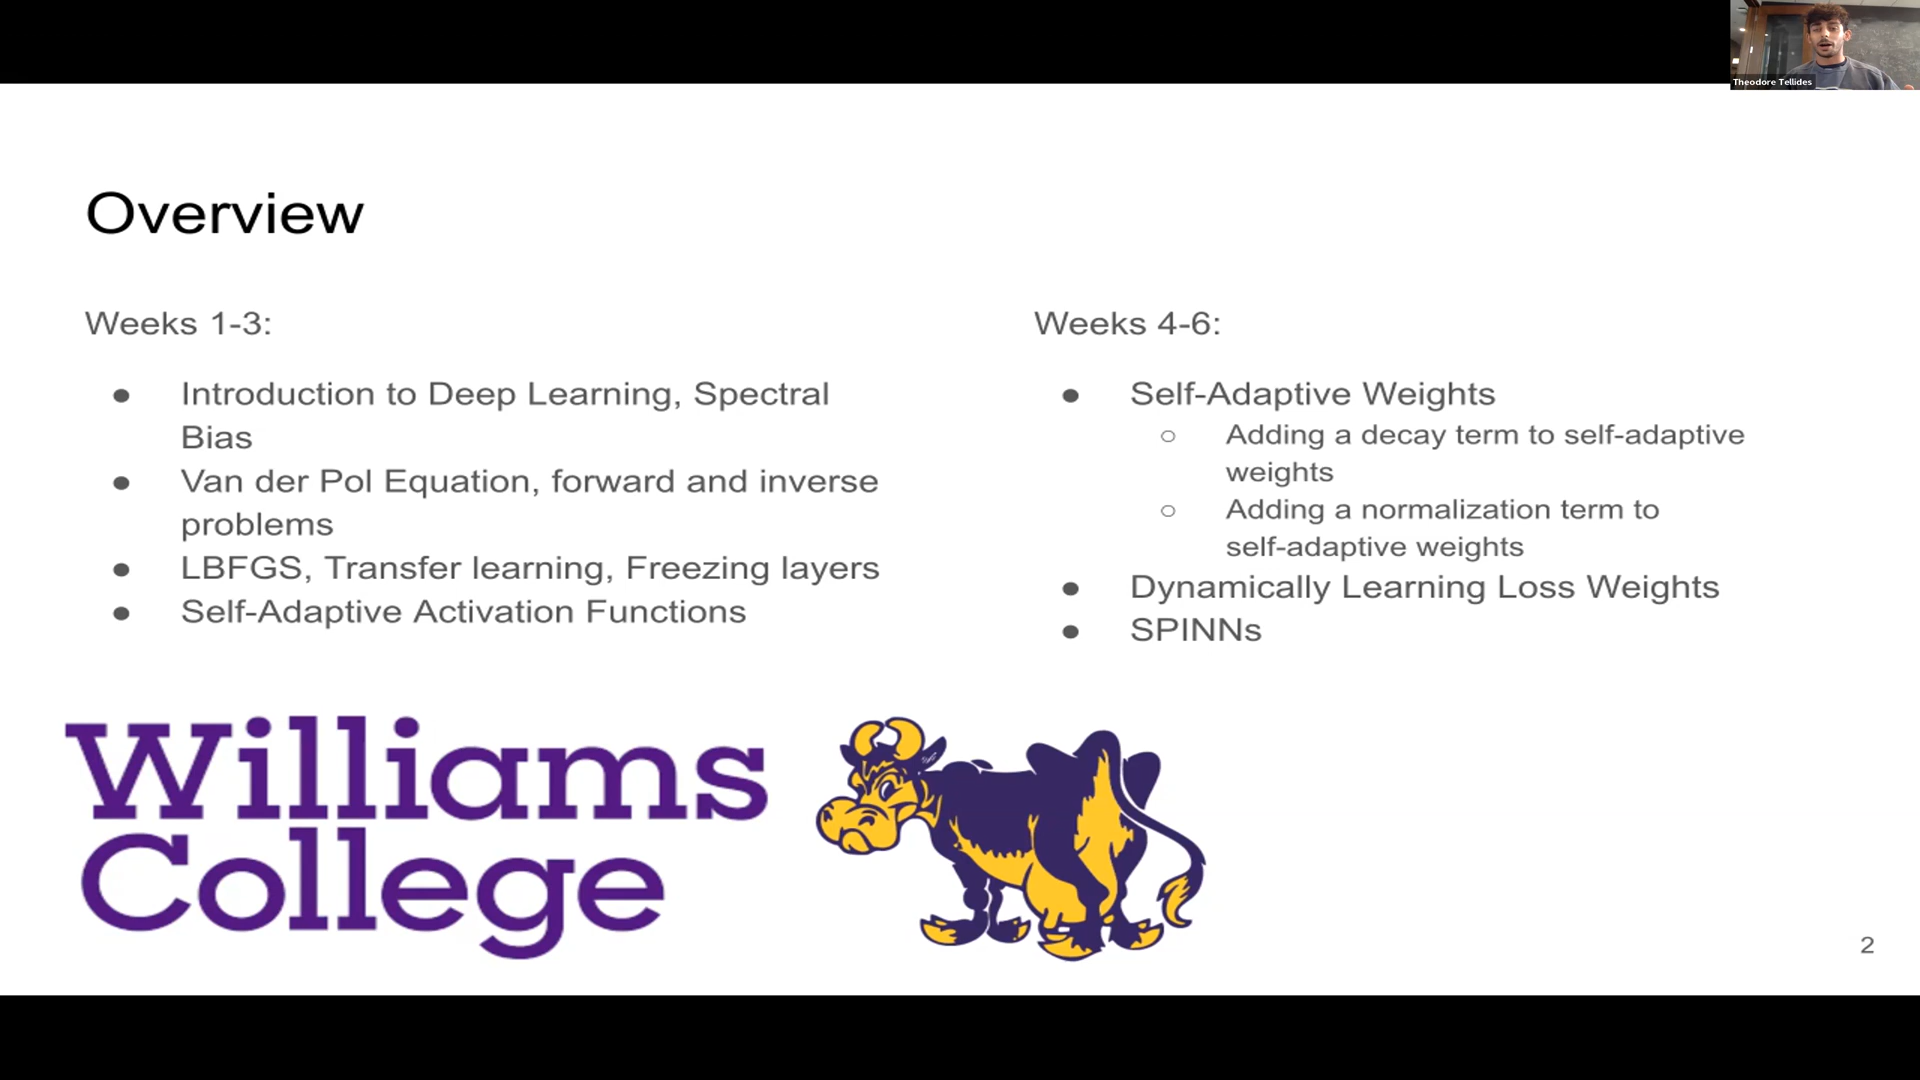 Theodore Tellides
Overview
Weeks 1-3:
● Introduction to Deep Learning, Spectral
Bias
● Van der Pol Equation, forward and inverse
problems
● LBFGS, Transfer learning, Freezing layers
● Self-Adaptive Activation Functions
Weeks 4-6:
● Self-Adaptive Weights
○ Adding a decay term to self-adaptive
weights
○ Adding a normalization term to
self-adaptive weights
● Dynamically Learning Loss Weights
● SPINNs
Williams
College
2